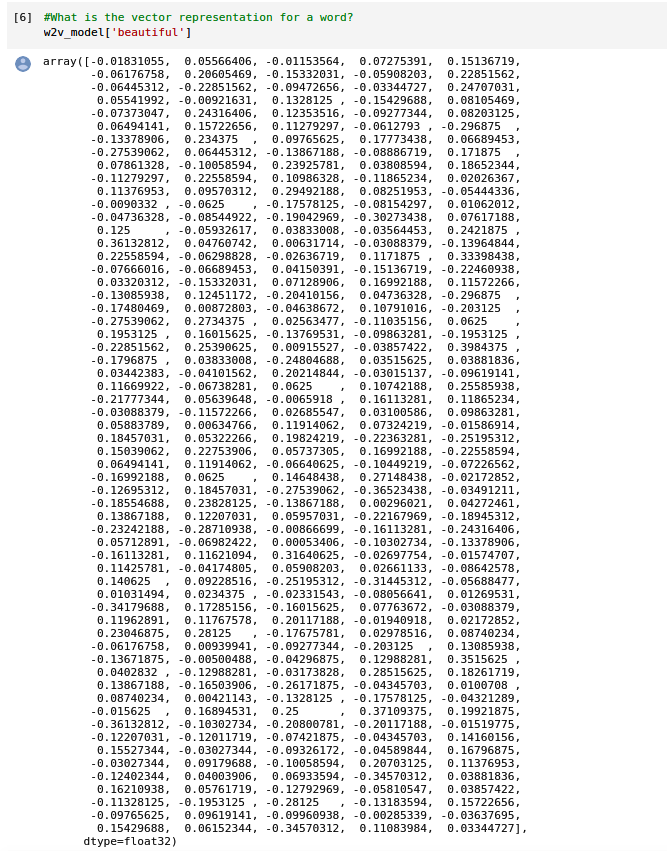 [6] #What is the vector representation for a word?
w2v_model['beautiful']
array([-0.01831055, 0.05566406, -0.01153564, 0.07275391, 0.15136719,
-0.06176758, 0.20605469, -0.15332031, -0.05908203, 0.22851562,
-0.06445312, -0.22851562, -0.09472656, -0.03344727, 0.24707031,
0.05541992, -0.00921631, 0.1328125 , -0.15429688, 0.08105469,
-0.07373047, 0.24316406, 0.12353516, -0.09277344, 0.08203125,
0.06494141, 0.15722656, 0.11279297, -0.0612793 , -0.296875 ,
-0.13378906, 0.234375 , 0.09765625, 0.17773438, 0.06689453,
-0.27539062, 0.06445312, -0.13867188, -0.08886719, 0.171875 ,
0.07861328, -0.10058594, 0.23925781, 0.03808594, 0.18652344,
-0.11279297, 0.22558594, 0.10986328, -0.11865234, 0.02026367,
0.11376953, 0.09570312, 0.29492188, 0.08251953, -0.05444336,
-0.0090332 , -0.0625 , -0.17578125, -0.08154297, 0.01062012,
-0.04736328, -0.08544922, -0.19042969, -0.30273438, 0.07617188,
0.125 , -0.05932617, 0.03833008, -0.03564453, 0.2421875 ,
0.36132812, 0.04760742, 0.00631714, -0.03088379, -0.13964844,
0.22558594, -0.06298828, -0.02636719, 0.1171875 , 0.33398438,
-0.07666016, -0.06689453, 0.04150391, -0.15136719, -0.22460938,
0.03320312, -0.15332031, 0.07128906, 0.16992188, 0.11572266,
-0.13085938, 0.12451172, -0.20410156, 0.04736328, -0.296875 ,
-0.17480469, 0.00872803, -0.04638672, 0.10791016, -0.203125 ,
-0.27539062, 0.2734375 , 0.02563477, -0.11035156, 0.0625 ,
0.1953125 , 0.16015625, -0.13769531, -0.09863281, -0.1953125 ,
-0.22851562, 0.25390625, 0.00915527, -0.03857422, 0.3984375 ,
-0.1796875 , 0.03833008, -0.24804688, 0.03515625, 0.03881836,
0.03442383, -0.04101562, 0.20214844, -0.03015137, -0.09619141,
0.11669922, -0.06738281, 0.0625 , 0.10742188, 0.25585938,
-0.21777344, 0.05639648, -0.0065918 , 0.16113281, 0.11865234,
-0.03088379, -0.11572266, 0.02685547, 0.03100586, 0.09863281,
0.05883789, 0.00634766, 0.11914062, 0.07324219, -0.01586914,
0.18457031, 0.05322266, 0.19824219, -0.22363281, -0.25195312,
0.15039062, 0.22753906, 0.05737305, 0.16992188, -0.22558594,
0.06494141, 0.11914062, -0.06640625, -0.10449219, -0.07226562,
-0.16992188, 0.0625 , 0.14648438, 0.27148438, -0.02172852,
-0.12695312, 0.18457031, -0.27539062, -0.36523438, -0.03491211,
-0.18554688, 0.23828125, -0.13867188, 0.00296021, 0.04272461,
0.13867188, 0.12207031, 0.05957031, -0.22167969, -0.18945312,
-0.23242188, -0.28710938, -0.00866699, -0.16113281, -0.24316406,
0.05712891, -0.06982422, 0.00053406, -0.10302734, -0.13378906,
-0.16113281, 0.11621094, 0.31640625, -0.02697754, -0.01574707,
0.11425781, -0.04174805, 0.05908203, 0.02661133, -0.08642578,
0.140625 , 0.09228516, -0.25195312, -0.31445312, -0.05688477,
0.01031494, 0.0234375 , -0.02331543, -0.08056641, 0.01269531,
-0.34179688, 0.17285156, -0.16015625, 0.07763672, -0.03088379,
0.11962891, 0.11767578, 0.20117188, -0.01940918, 0.02172852,
0.23046875, 0.28125 , -0.17675781, 0.02978516, 0.08740234,
-0.06176758, 0.00939941, -0.09277344, -0.203125 , 0.13085938,
-0.13671875, -0.00500488, -0.04296875, 0.12988281, 0.3515625 ,
0.0402832 , -0.12988281, -0.03173828, 0.28515625, 0.18261719,
0.13867188, -0.16503906, -0.26171875, -0.04345703, 0.0100708 ,
0.08740234, 0.00421143, -0.1328125 , -0.17578125, -0.04321289,
-0.015625 , 0.16894531, 0.25 , 0.37109375, 0.19921875,
-0.36132812, -0.10302734, -0.20800781, -0.20117188, -0.01519775,
-0.12207031, -0.12011719, -0.07421875, -0.04345703, 0.14160156,
0.15527344, -0.03027344, -0.09326172, -0.04589844, 0.16796875,
-0.03027344, 0.09179688, -0.10058594, 0.20703125, 0.11376953,
-0.12402344, 0.04003906, 0.06933594, -0.34570312, 0.03881836,
0.16210938, 0.05761719, -0.12792969, -0.05810547, 0.03857422,
-0.11328125, -0.1953125 , -0.28125 , -0.13183594, 0.15722656,
-0.09765625, 0.09619141, -0.09960938, -0.00285339, -0.03637695,
0.15429688, 0.06152344, -0.34570312, 0.11083984, 0.03344727],
dtype=float32)